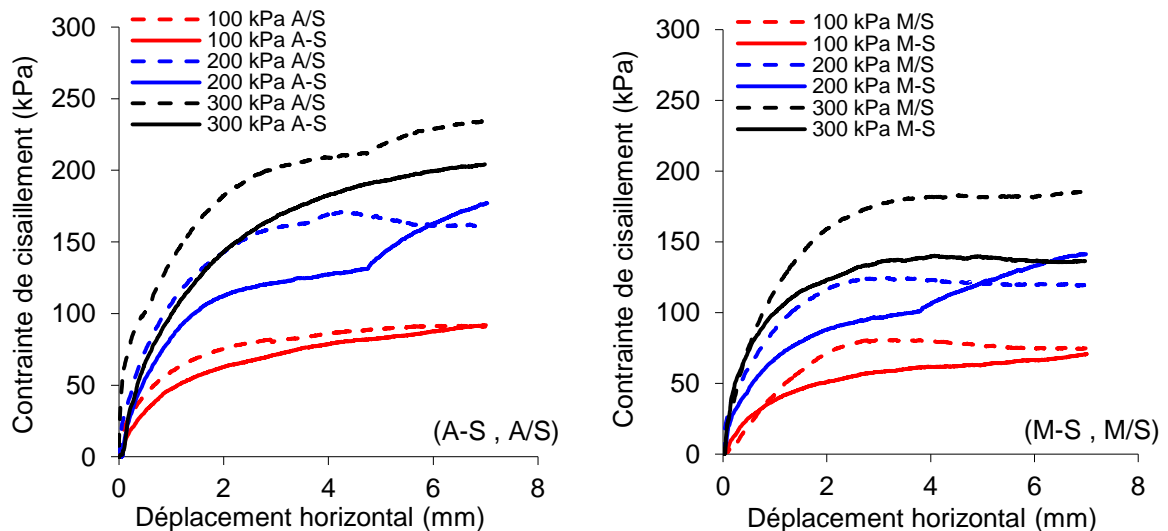 Contrainte de cisaillement (kPa)
300
250
200
150
100
50
0
100 kPa A/S
100 kPa A-S
200 kPa A/S
200 kPa A-S
300 kPa A/S
300 kPa A-S
(A-S , A/S)
0 2 4 6 8
Déplacement horizontal (mm)
Contrainte de cisaillement (kPa)
300
250
200
150
100
50
0
100 kPa M/S
100 kPa M-S
200 kPa M/S
200 kPa M-S
300 kPa M/S
300 kPa M-S
(M-S , M/S)
0 2 4 6 8
Déplacement horizontal (mm)